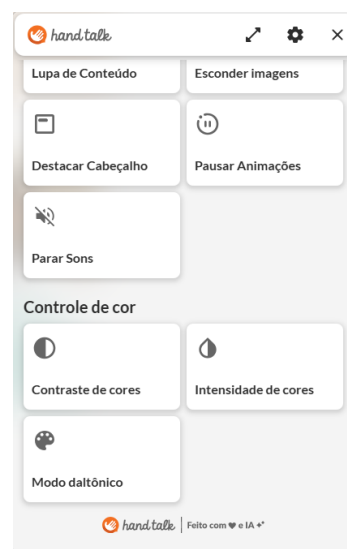 hand talk
Lupa de Conteúdo
Esconder imagens
Destacar Cabeçalho
Pausar Animações
Parar Sons
Controle de cor
Contraste de cores
Intensidade de cores
Modo daltônico
hand talk | Feito com ♥ e IA